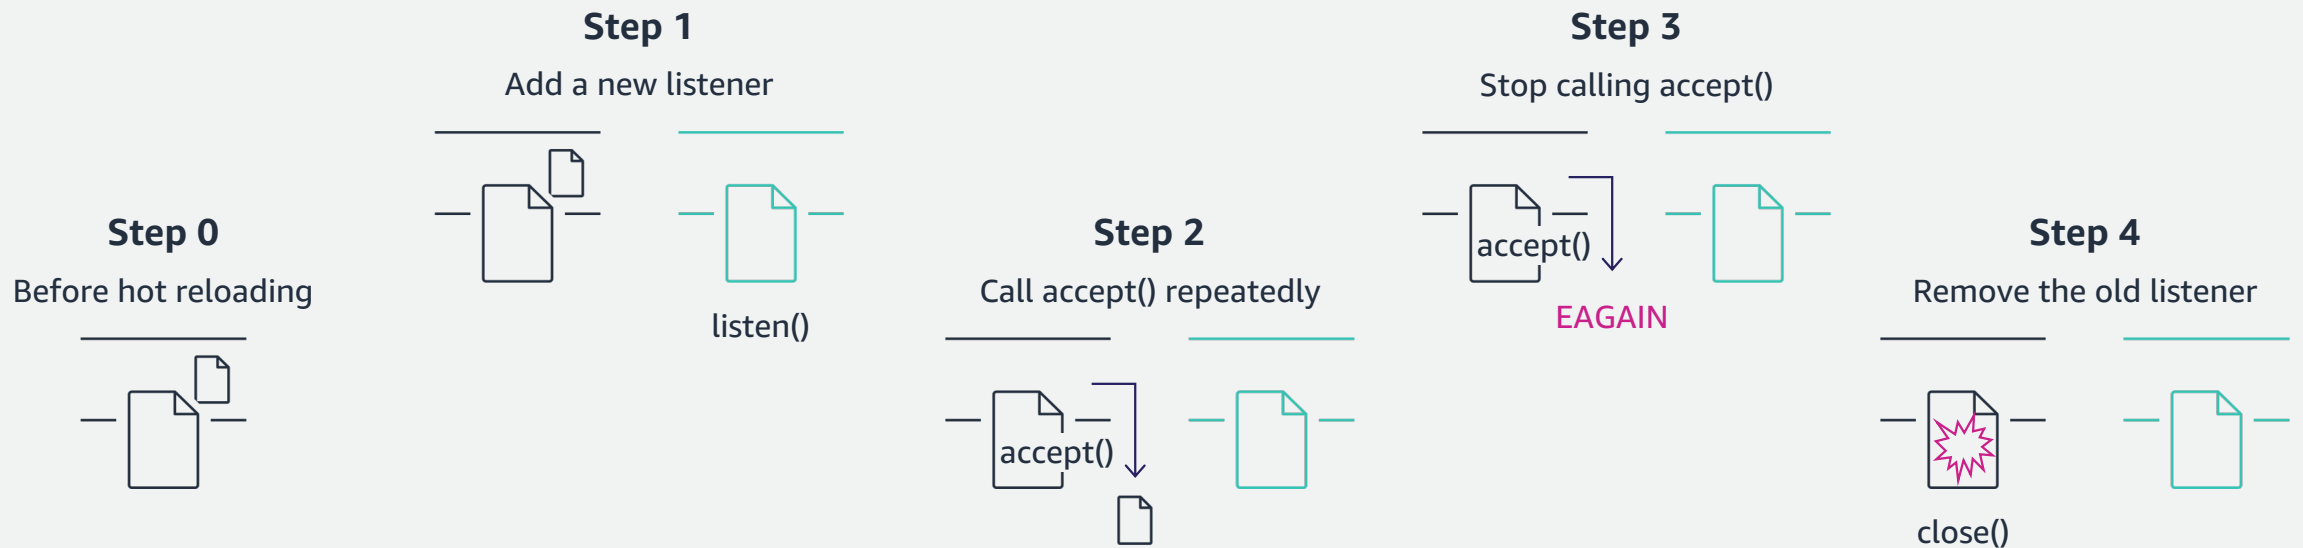 Step 0
Before hot reloading
Step 1
Add a new listener
listen()
Step 2
Call accept() repeatedly
accept()
Step 3
Stop calling accept()
accept()
EAGAIN
Step 4
Remove the old listener
close()